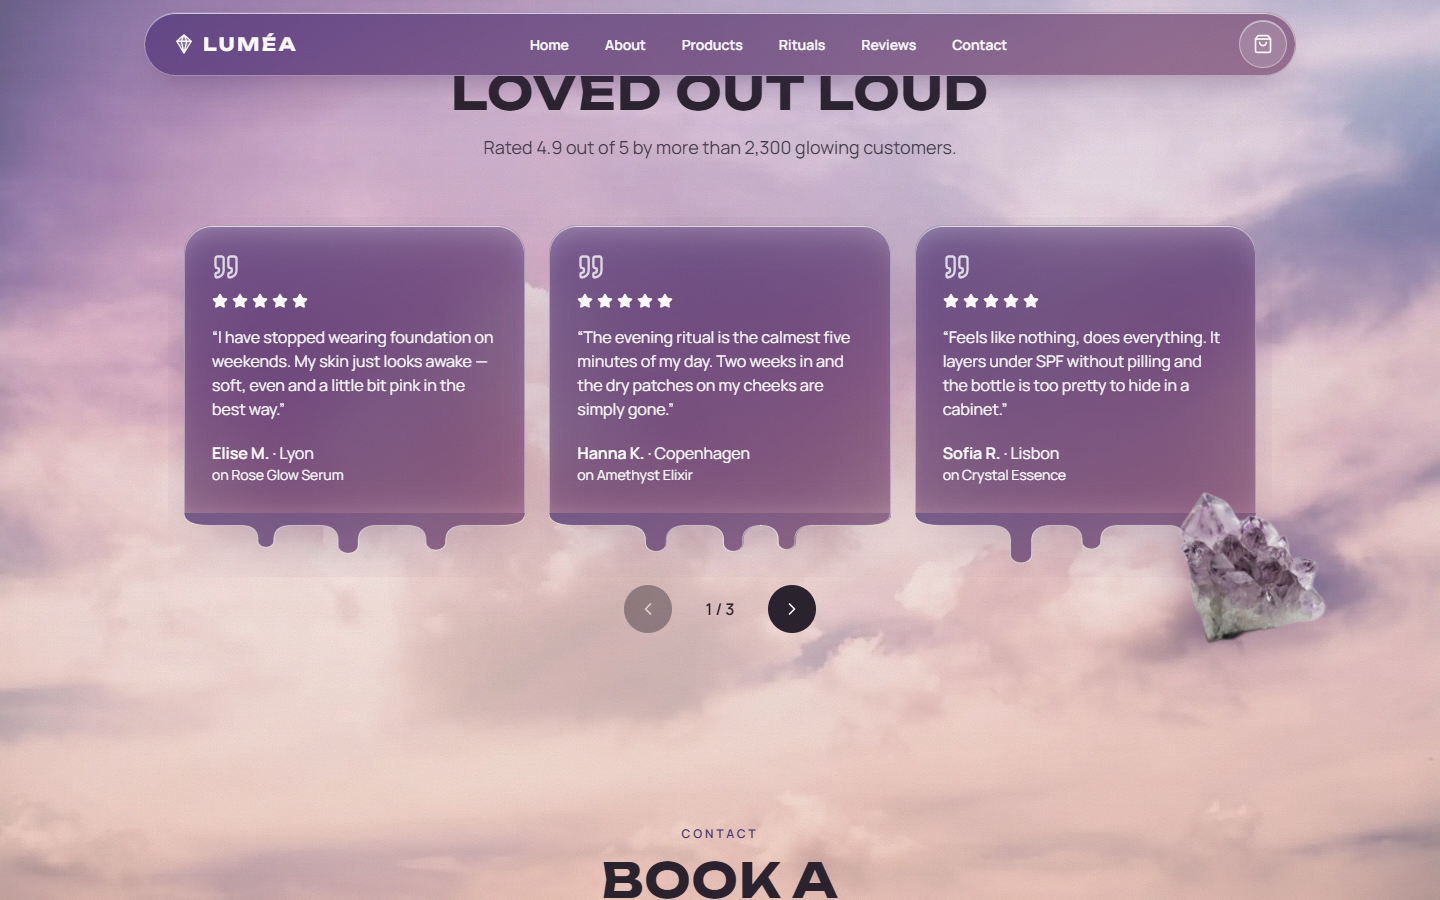 LUMÉA
Home About Products Rituals Reviews Contact
LOVED OUT LOUD
Rated 4.9 out of 5 by more than 2,300 glowing customers.
“I have stopped wearing foundation on
weekends. My skin just looks awake —
soft, even and a little bit pink in the
best way.”
Elise M. · Lyon
on Rose Glow Serum
“The evening ritual is the calmest five
minutes of my day. Two weeks in and
the dry patches on my cheeks are
simply gone.”
Hanna K. · Copenhagen
on Amethyst Elixir
“Feels like nothing, does everything. It
layers under SPF without pilling and
the bottle is too pretty to hide in a
cabinet.”
Sofia R. · Lisbon
on Crystal Essence
1 / 3
CONTACT
BOOK A